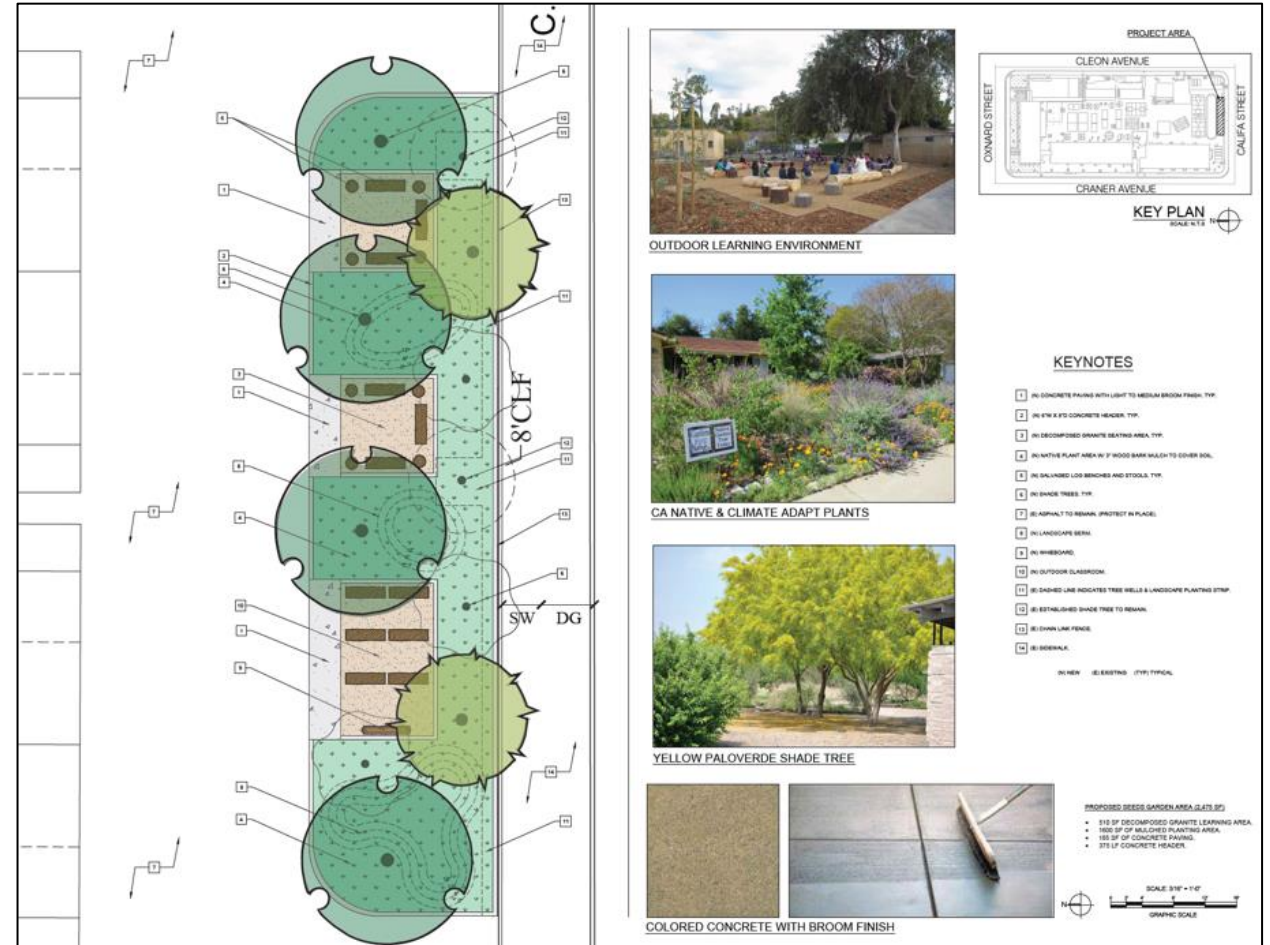 C.
8'CLF
SW
DG
OUTDOOR LEARNING ENVIRONMENT
CA NATIVE & CLIMATE ADAPT PLANTS
YELLOW PALOVERDE SHADE TREE
COLORED CONCRETE WITH BROOM FINISH
PROJECT AREA
CLEON AVENUE
OXNARD STREET
CALIFA STREET
CRANER AVENUE
KEY PLAN
SCALE: N.T.S
N
KEYNOTES
1 (N) CONCRETE PAVING WITH LIGHT TO MEDIUM BROOM FINISH. TYP.
2 (N) 6"W X 8"D CONCRETE HEADER. TYP.
3 (N) DECOMPOSED GRANITE SEATING AREA, TYP.
4 (N) NATIVE PLANT AREA W/ 3" WOOD BARK MULCH TO COVER SOIL.
5 (N) SALVAGED LOG BENCHES AND STOOLS, TYP.
6 (N) SHADE TREES. TYP.
7 (E) ASPHALT TO REMAIN. (PROTECT IN PLACE).
8 (N) LANDSCAPE BERM.
9 (N) WHIEBOARD.
10 (N) OUTDOOR CLASSROOM.
11 (E) DASHED LINE INDICATES TREE WELLS & LANDSCAPE PLANTING STRIP.
12 (E) ESTABLISHED SHADE TREE TO REMAIN.
13 (E) CHAIN LINK FENCE.
14 (E) SIDEWALK.
(N) NEW (E) EXISTING (TYP) TYPICAL
PROPOSED SEEDS GARDEN AREA (2,475 SF)
• 510 SF DECOMPOSED GRANITE LEARNING AREA.
• 1600 SF OF MULCHED PLANTING AREA.
• 165 SF OF CONCRETE PAVING.
• 375 LF CONCRETE HEADER.
N
SCALE: 3/16" = 1'-0"
GRAPHIC SCALE